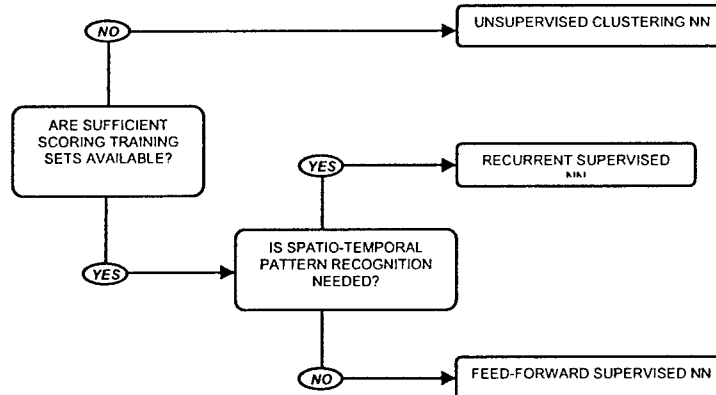 NO
UNSUPERVISED CLUSTERING NN
ARE SUFFICIENT
SCORING TRAINING
SETS AVAILABLE?
YES
RECURRENT SUPERVISED
IS SPATIO-TEMPORAL
PATTERN RECOGNITION
NEEDED?
YES
NO
FEED-FORWARD SUPERVISED NN